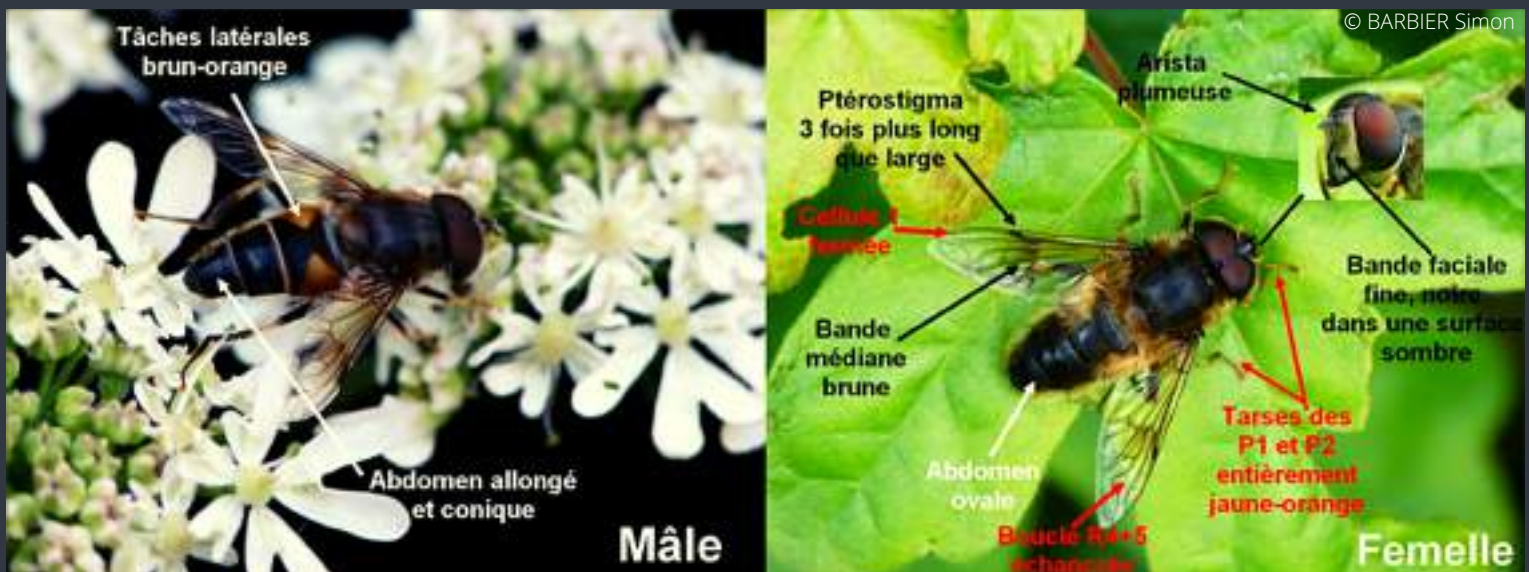 © BARBIER Simon
Tâches latérales
brun-orange
Abdomen allongé
et conique
Mâle
Arista
plumeuse
Ptérostigma
3 fois plus long
que large
Cellule
fermée
Bande faciale
fine, noire
dans une surface
sombre
Bande
médiane
brune
Tarses des
P1 et P2
entièrement
jaune-orange
Abdomen
ovale
Boucle R4+5
échancrée
Femelle